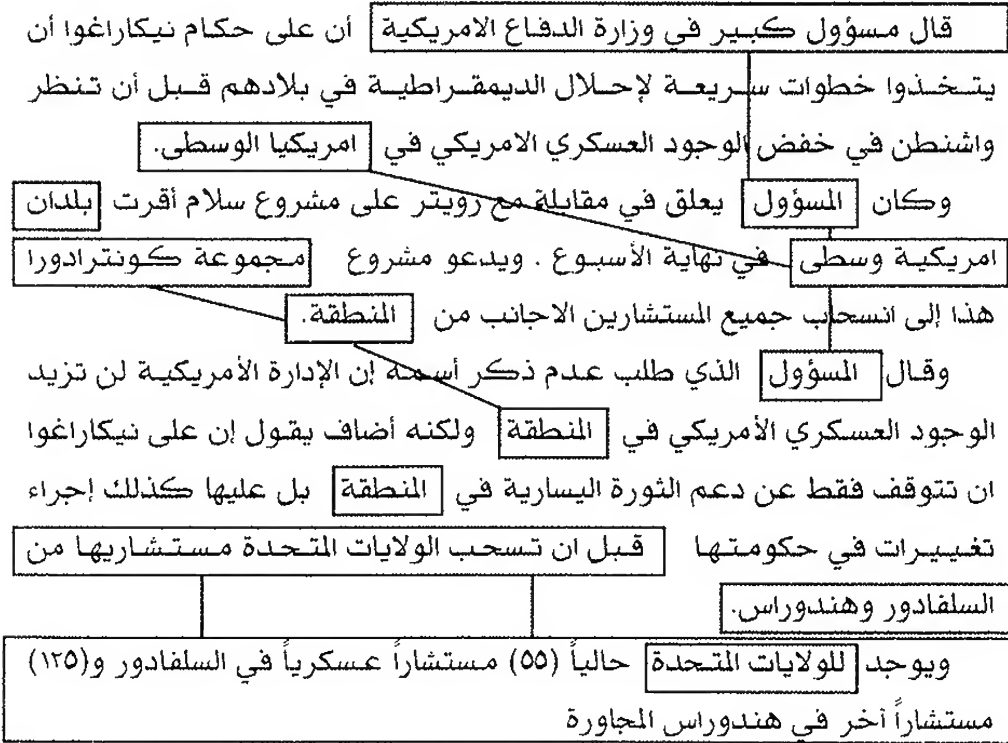 قال مسؤول كبير في وزارة الدفاع الامريكية أن على حكام نيكاراغوا أن
يتخذوا خطوات سريعة لإحلال الديمقراطية في بلادهم قبل أن تنظر
واشنطن في خفض الوجود العسكري الامريكي في امريكيا الوسطى.
وكان المسؤول يعلق في مقابلة مع رويتر على مشروع سلام أقرت بلدان
امريكية وسطى في نهاية الأسبوع . ويدعو مشروع مجموعة كونترادورا
هذا إلى انسحاب جميع المستشارين الاجانب من المنطقة.
وقال المسؤول الذي طلب عدم ذكر أسمه إن الإدارة الأمريكية لن تزيد
الوجود العسكري الأمريكي في المنطقة ولكنه أضاف يقول إن على نيكاراغوا
ان تتوقف فقط عن دعم الثورة اليسارية في المنطقة بل عليها كذلك إجراء
تغييرات في حكومتها قبل ان تسحب الولايات المتحدة مستشاريها من
السلفادور وهندوراس.
ويوجد للولايات المتحدة حالياً (٥٥) مستشاراً عسكرياً في السلفادور و(١٢٥)
مستشاراً آخر في هندوراس المجاورة